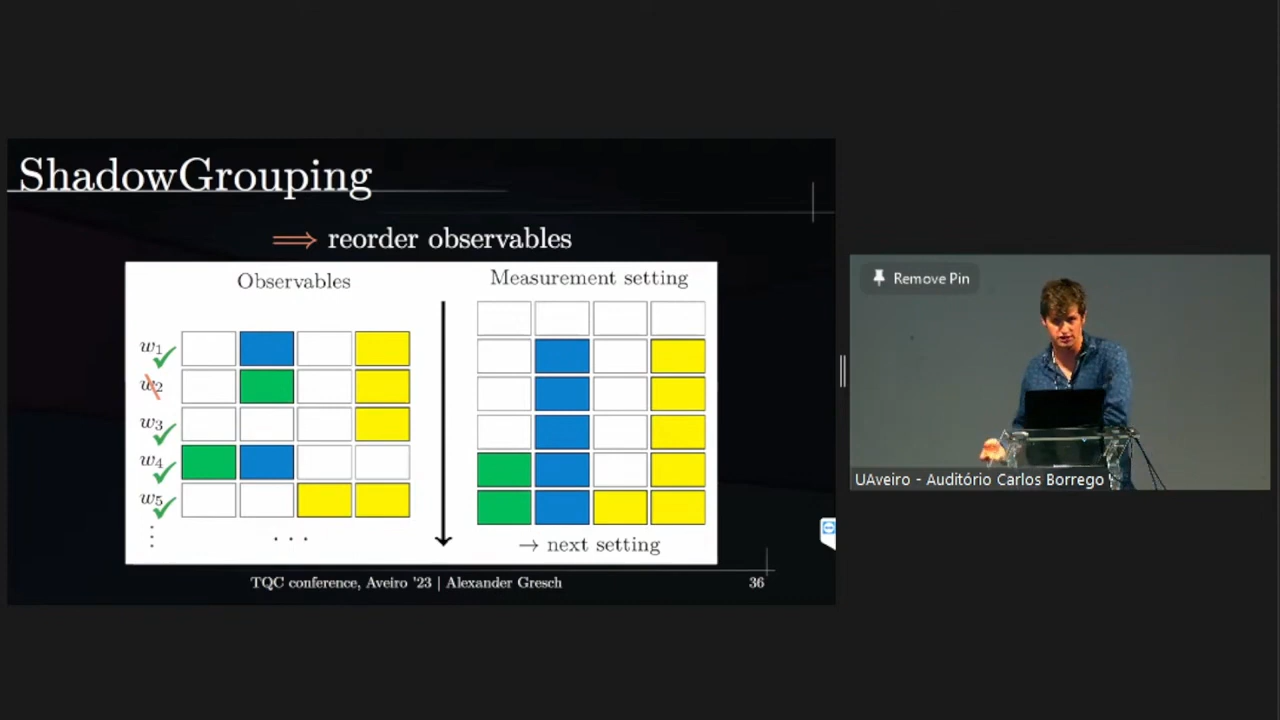 ShadowGrouping
⟹ reorder observables
Observables
Measurement setting
w1
w2
w3
w4
w5
⋮
· · ·
→ next setting
TQC conference, Aveiro '23 | Alexander Gresch
36
Remove Pin
UAveiro - Auditório Carlos Borrego